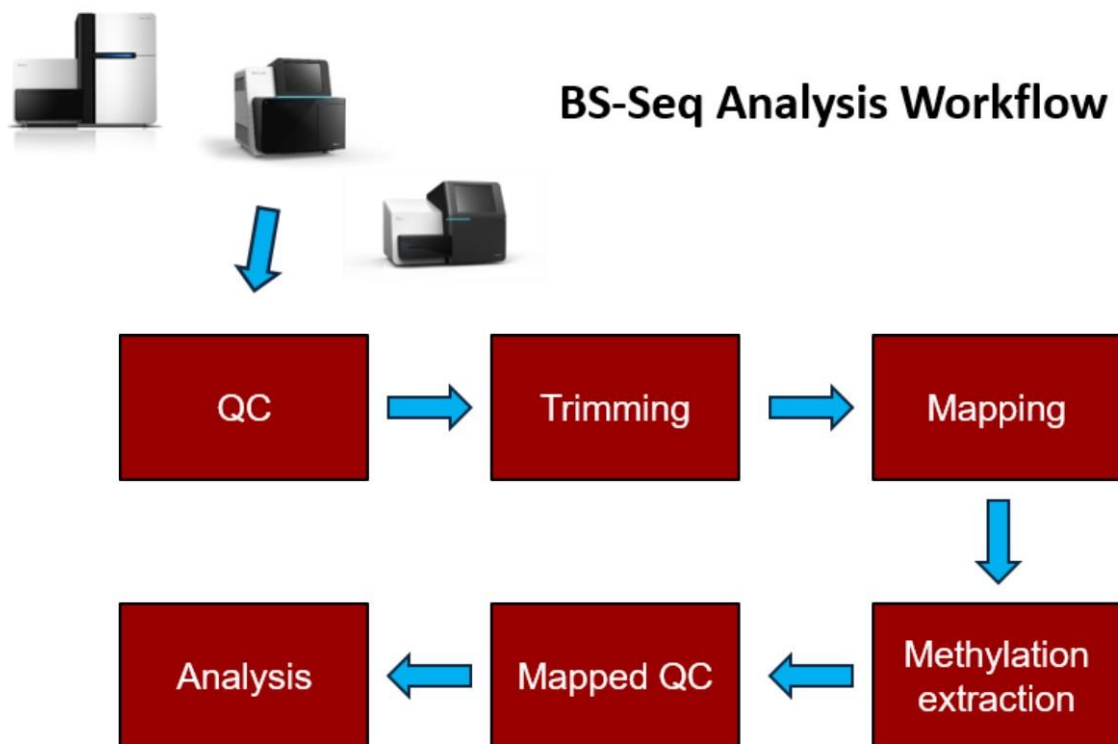 BS-Seq Analysis Workflow
QC
Trimming
Mapping
Analysis
Mapped QC
Methylation
extraction